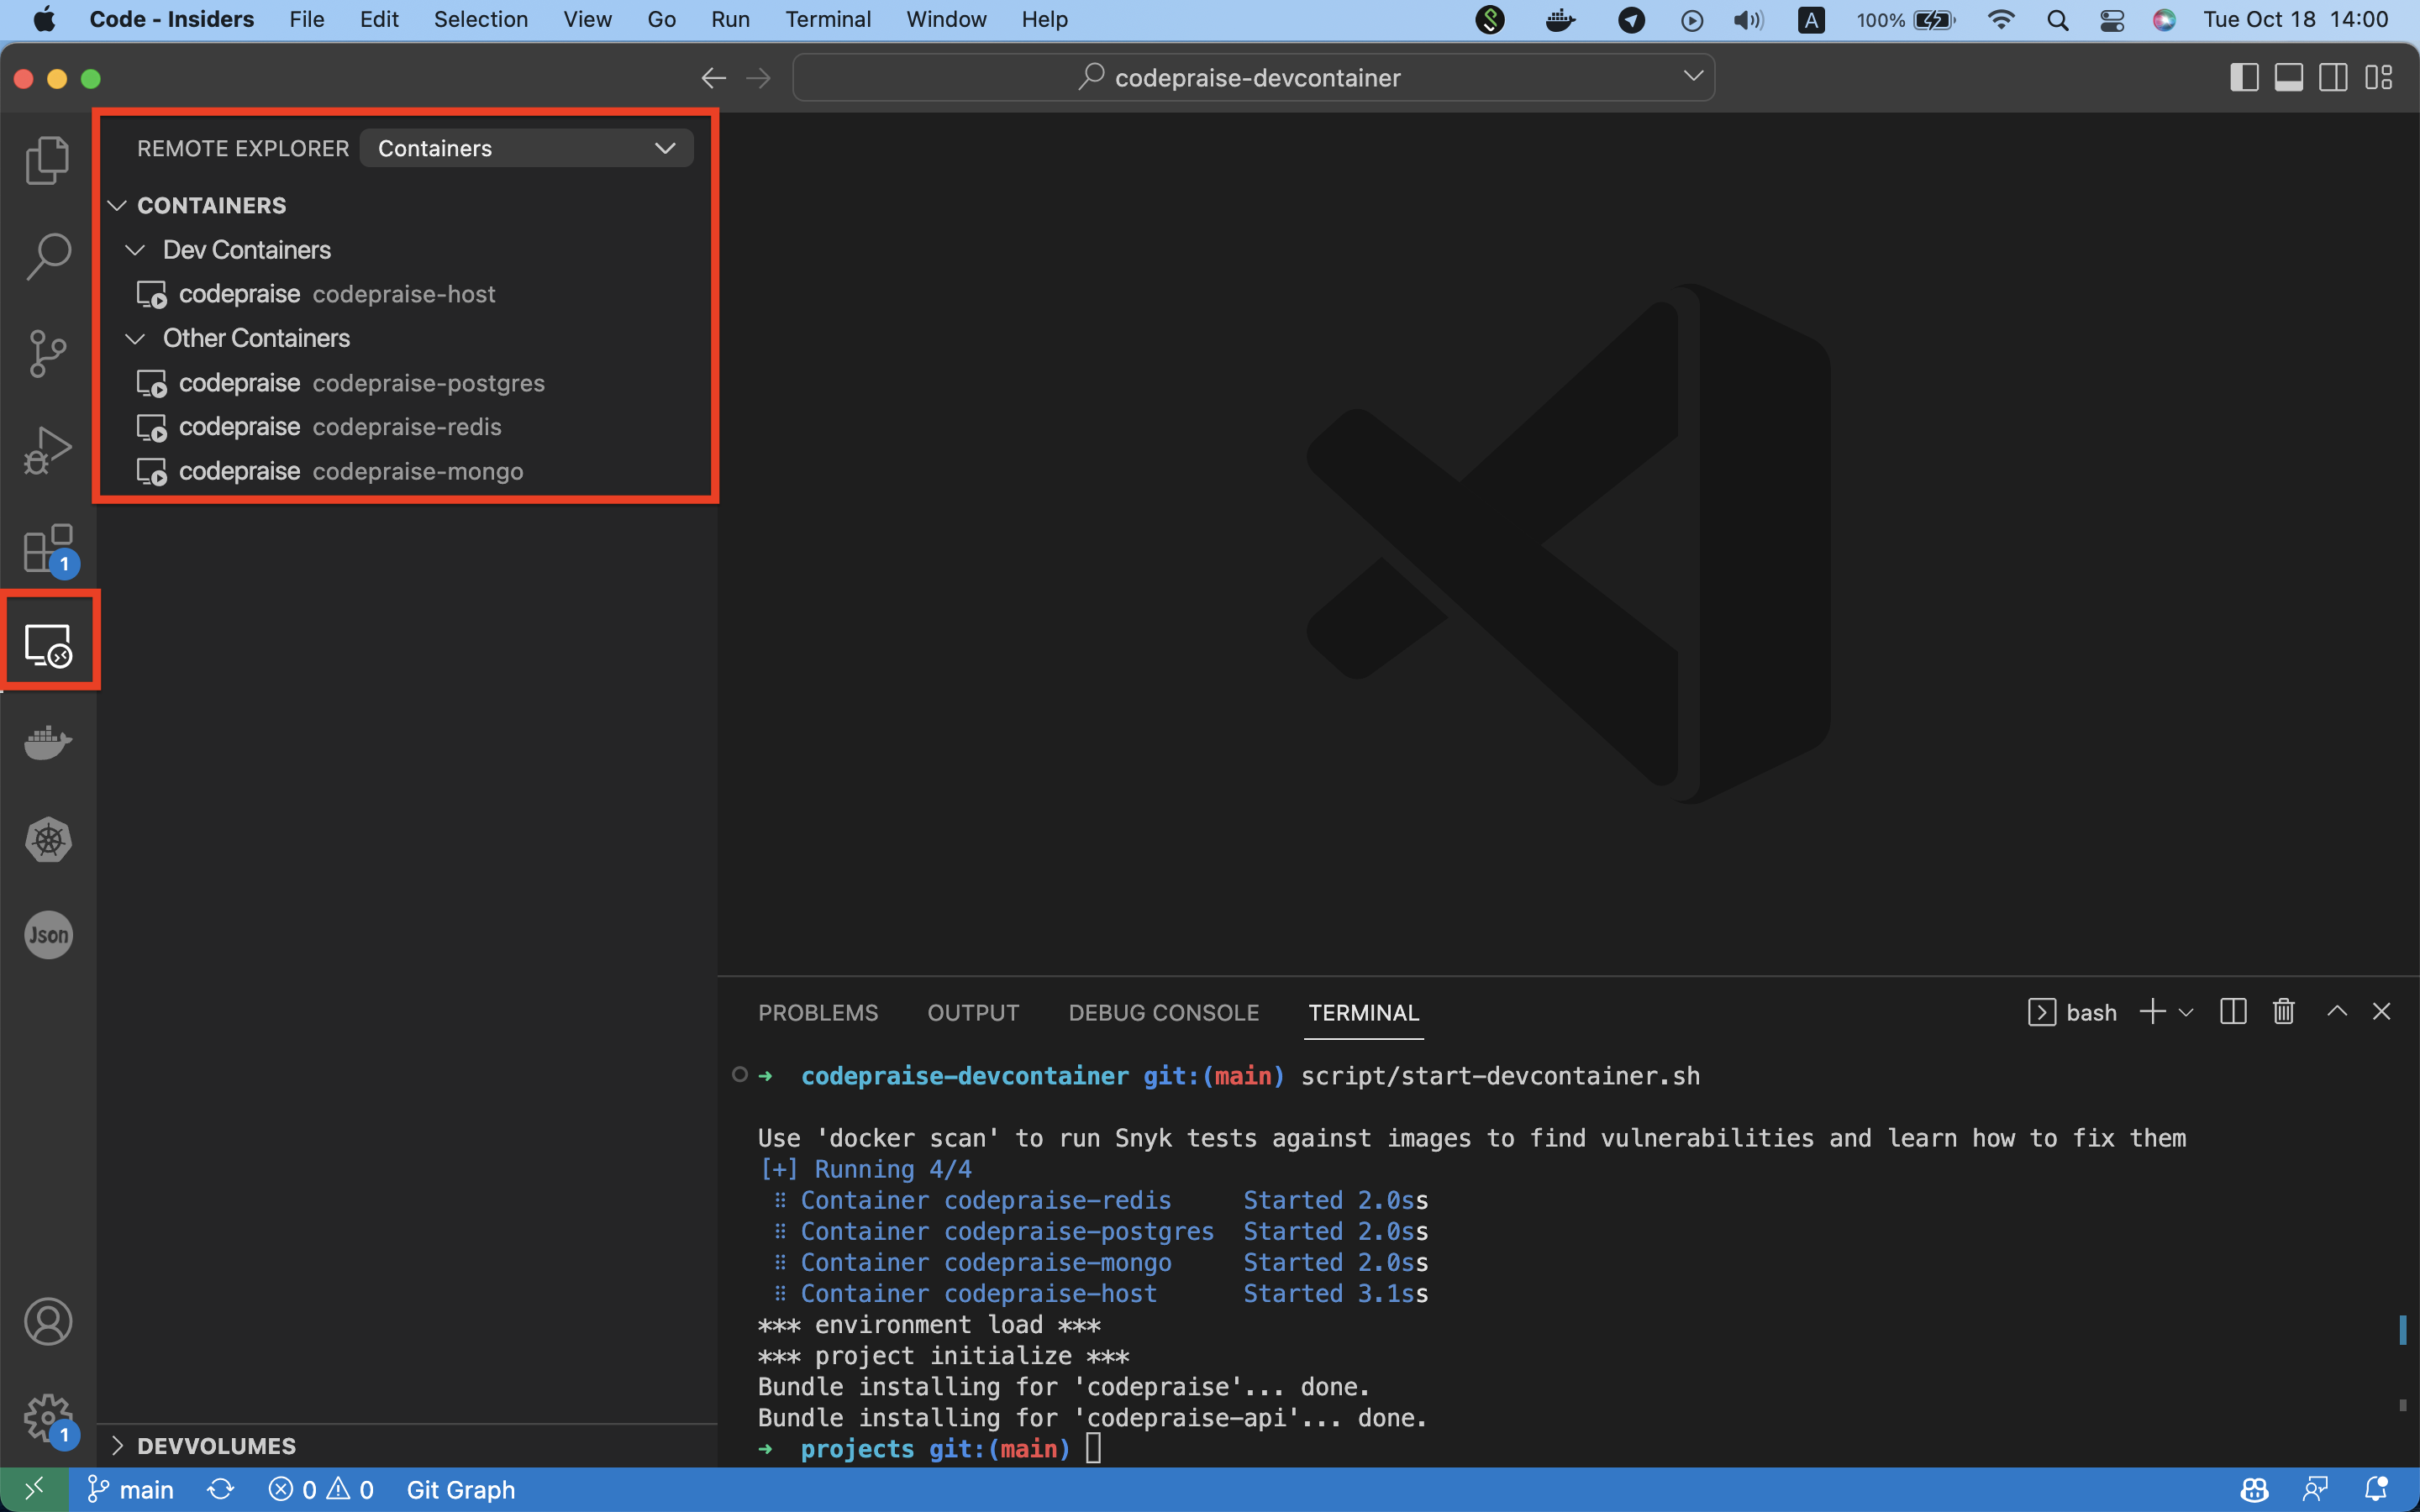 Code - Insiders File Edit Selection View Go Run Terminal Window Help A 100% Tue Oct 18 14:00
codepraise-devcontainer
REMOTE EXPLORER Containers
CONTAINERS
Dev Containers
codepraise codepraise-host
Other Containers
codepraise codepraise-postgres
codepraise codepraise-redis
codepraise codepraise-mongo
1
Json
PROBLEMS OUTPUT DEBUG CONSOLE TERMINAL bash
➜ codepraise-devcontainer git:(main) script/start-devcontainer.sh
Use 'docker scan' to run Snyk tests against images to find vulnerabilities and learn how to fix them
[+] Running 4/4
⠿ Container codepraise-redis Started 2.0ss
⠿ Container codepraise-postgres Started 2.0ss
⠿ Container codepraise-mongo Started 2.0ss
⠿ Container codepraise-host Started 3.1ss
*** environment load ***
*** project initialize ***
Bundle installing for 'codepraise'... done.
Bundle installing for 'codepraise-api'... done.
➜ projects git:(main)
1
DEVVOLUMES
main 0 0 Git Graph